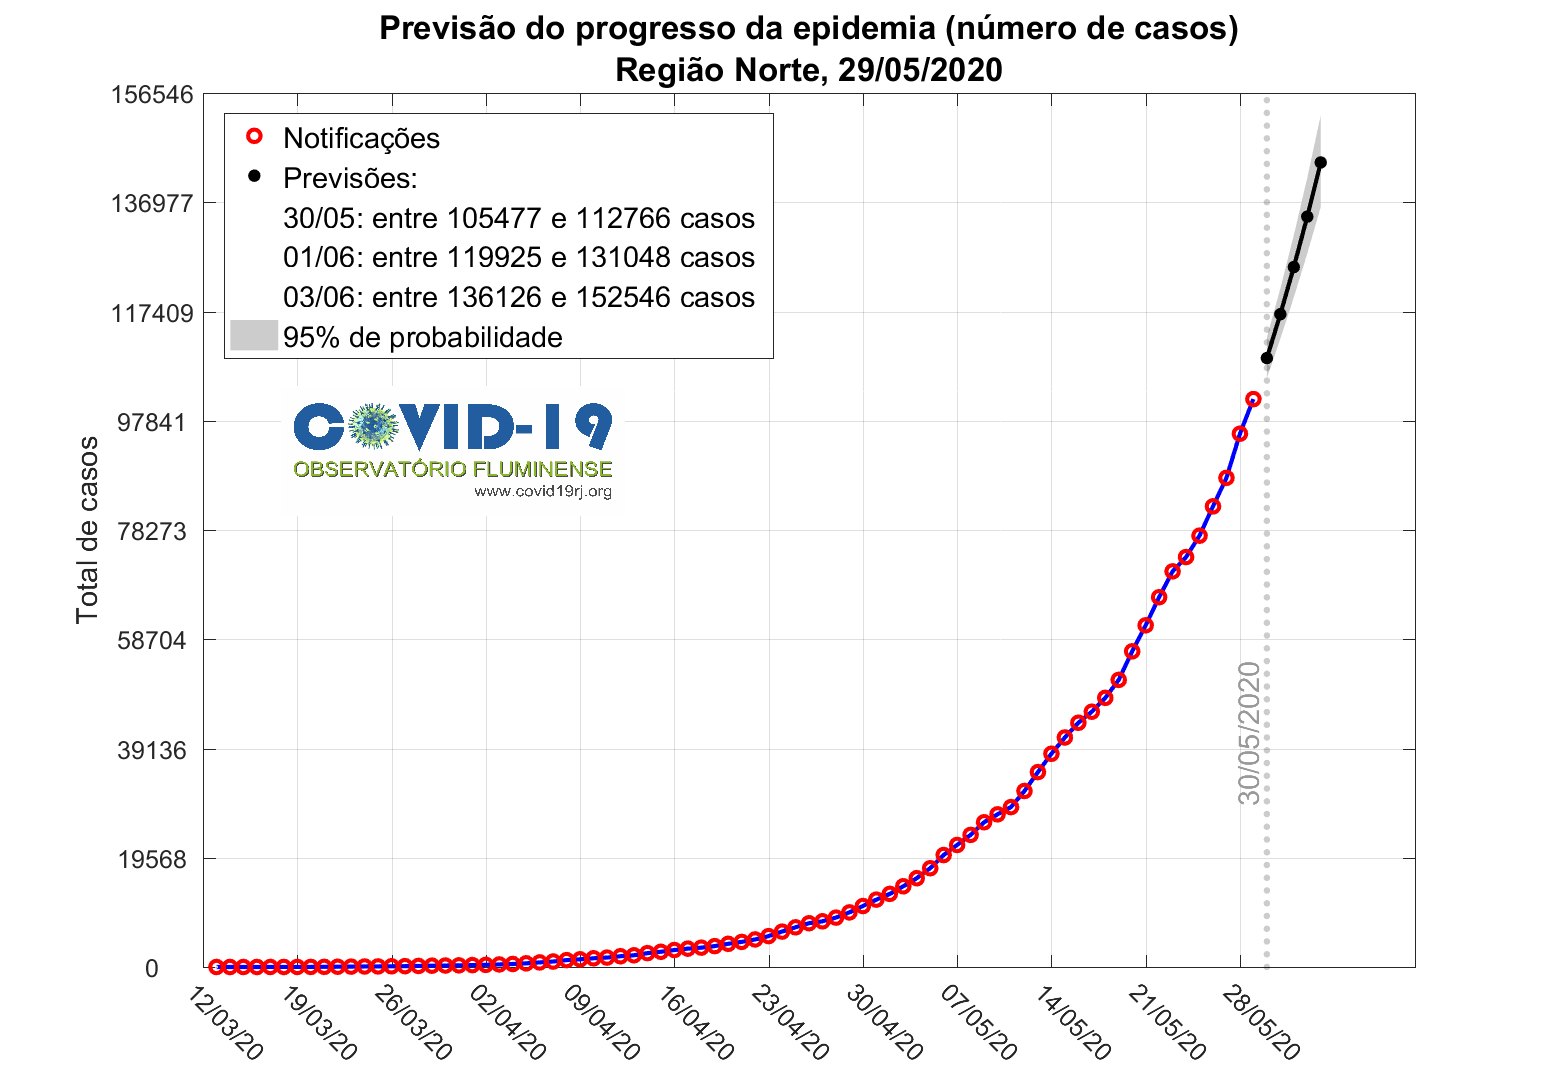 Previsão do progresso da epidemia (número de casos)
Região Norte, 29/05/2020
156546
136977
117409
97841
78273
58704
39136
19568
0
Total de casos
Notificações
Previsões:
30/05: entre 105477 e 112766 casos
01/06: entre 119925 e 131048 casos
03/06: entre 136126 e 152546 casos
95% de probabilidade
COVID-19
OBSERVATÓRIO FLUMINENSE
www.covid19rj.org
30/05/2020
12/03/20
19/03/20
26/03/20
02/04/20
09/04/20
16/04/20
23/04/20
30/04/20
07/05/20
14/05/20
21/05/20
28/05/20